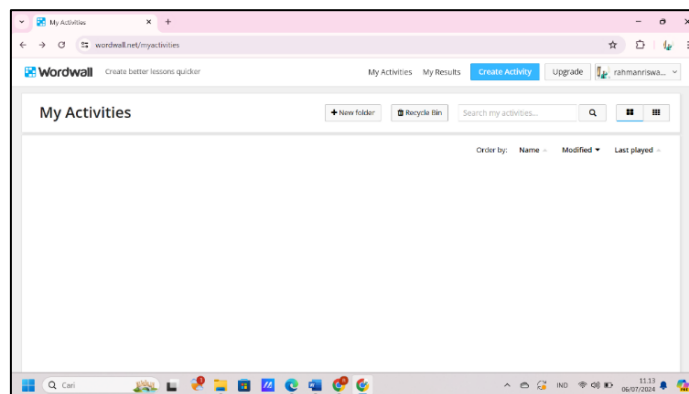 My Activities
wordwall.net/myactivities
Wordwall Create better lessons quicker My Activities My Results Create Activity Upgrade rahmanriswa...
My Activities New folder Recycle Bin Search my activities...
Order by: Name Modified Last played
Cari IND 11.13
06/07/2024